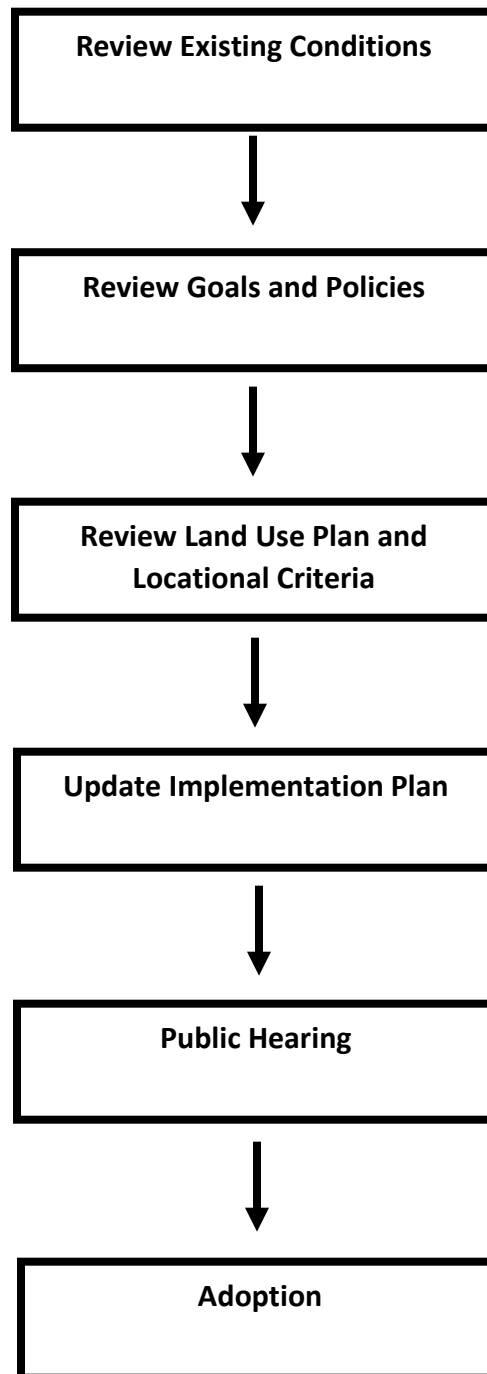 Review Existing Conditions
Review Goals and Policies
Review Land Use Plan and
Locational Criteria
Update Implementation Plan
Public Hearing
Adoption